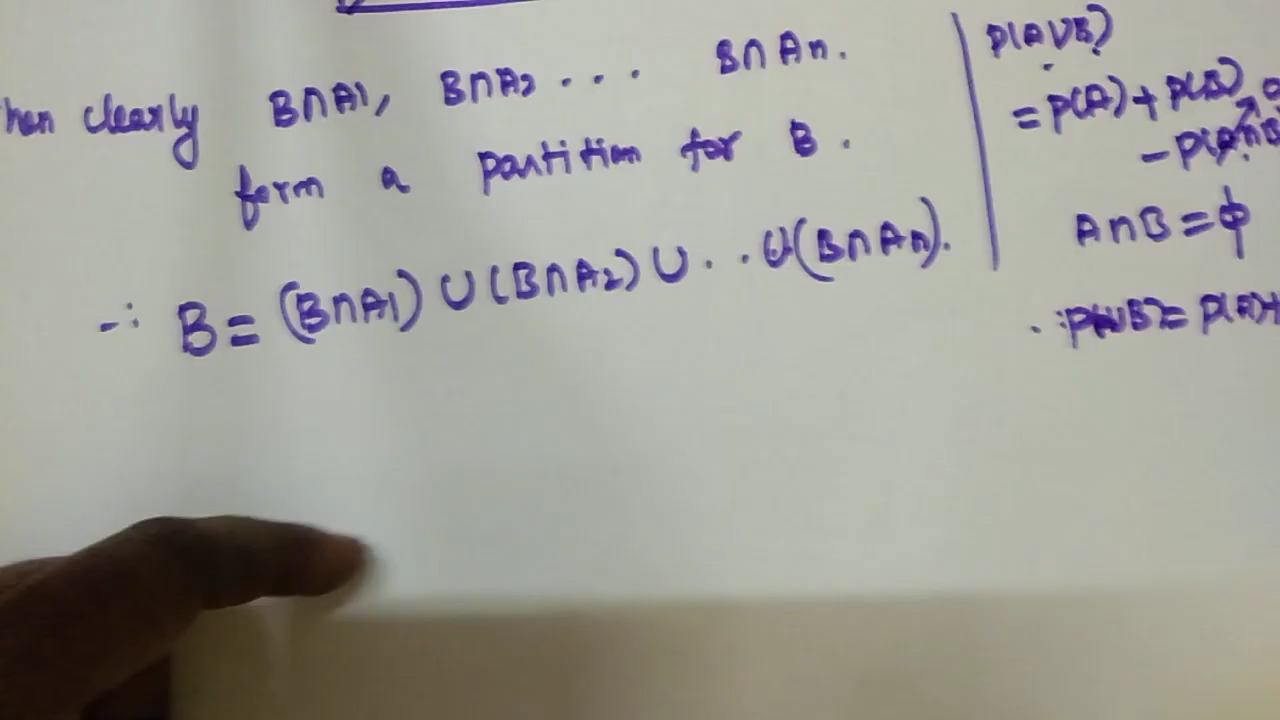 hen clearly B∩A1, B∩A2 . . . B∩An.
form a partition for B.
∴ B = (B∩A1) ∪ (B∩A2) ∪ . . ∪ (B∩An).
P(A∪B)
= P(A) + P(B)
- P(A∩B)
A∩B = ϕ
∴ P(A∪B) = P(A)+